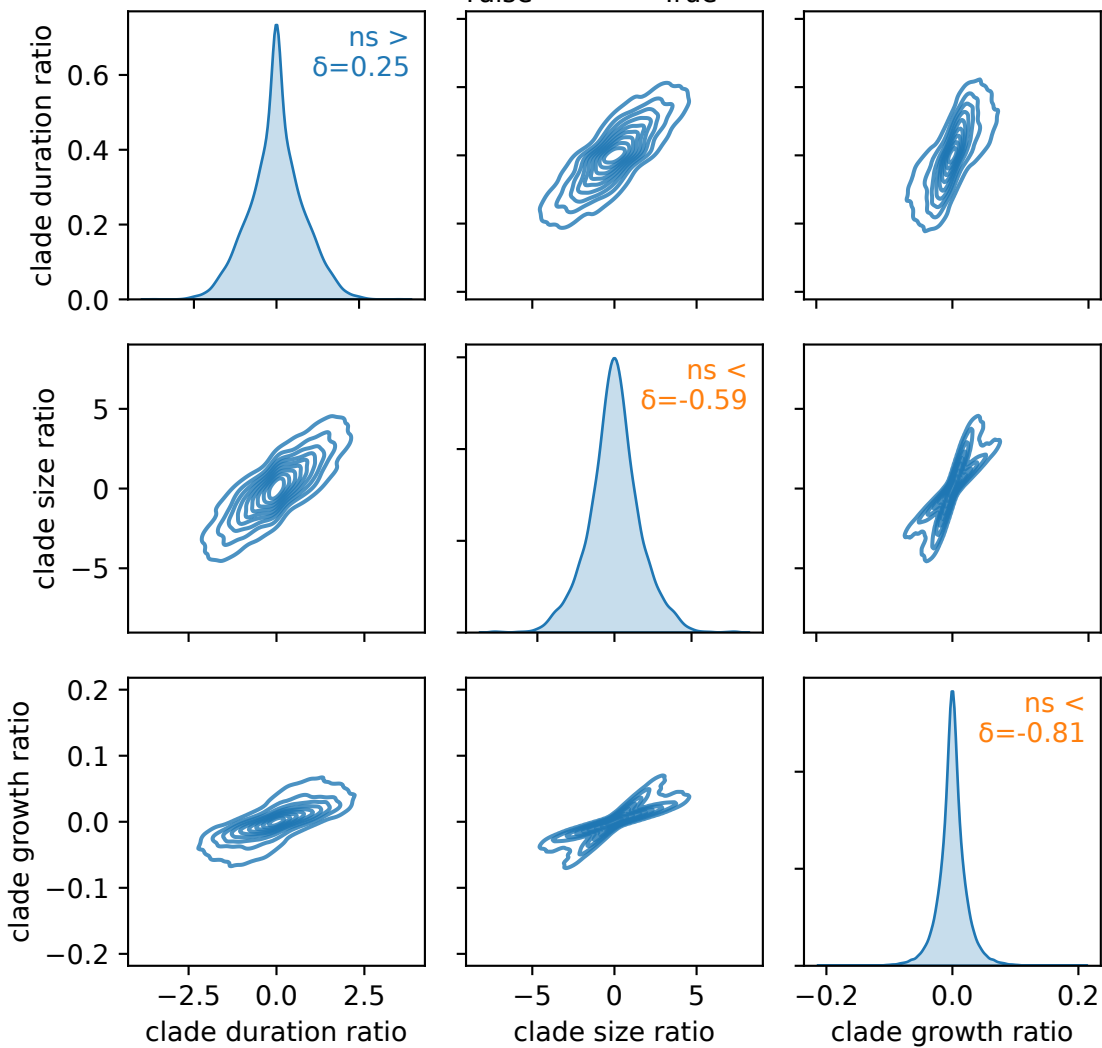 True
ns >
δ=0.25
clade duration ratio
0.6
0.4
0.2
0.0
ns <
δ=-0.59
clade size ratio
5
0
−5
ns <
δ=-0.81
clade growth ratio
0.2
0.1
0.0
−0.1
−0.2
−2.5 0.0 2.5
−5 0 5
−0.2 0.0 0.2
clade duration ratio
clade size ratio
clade growth ratio